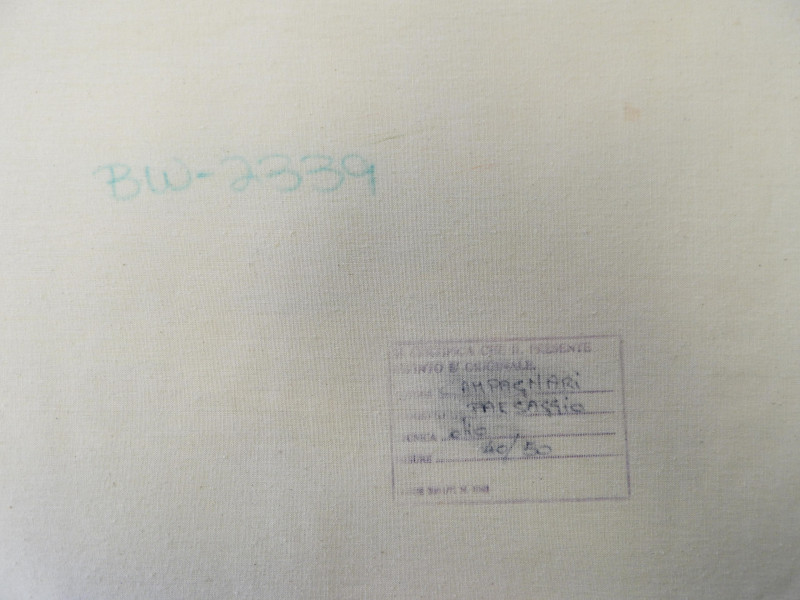 BW-2339
SI CERTIFICA CHE IL PRESENTE
DIPINTO E' ORIGINALE.
CAMPAGNARI
PAESAGGIO
olio
40/50